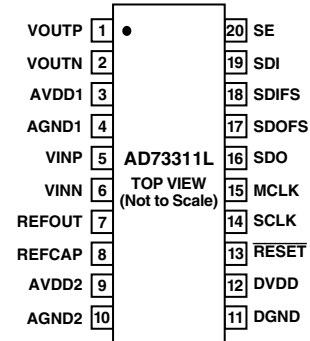 VOUTP 1
VOUTN 2
AVDD1 3
AGND1 4
VINP 5
VINN 6
REFOUT 7
REFCAP 8
AVDD2 9
AGND2 10
AD73311L
TOP VIEW
(Not to Scale)
20 SE
19 SDI
18 SDIFS
17 SDOFS
16 SDO
15 MCLK
14 SCLK
13 RESET
12 DVDD
11 DGND